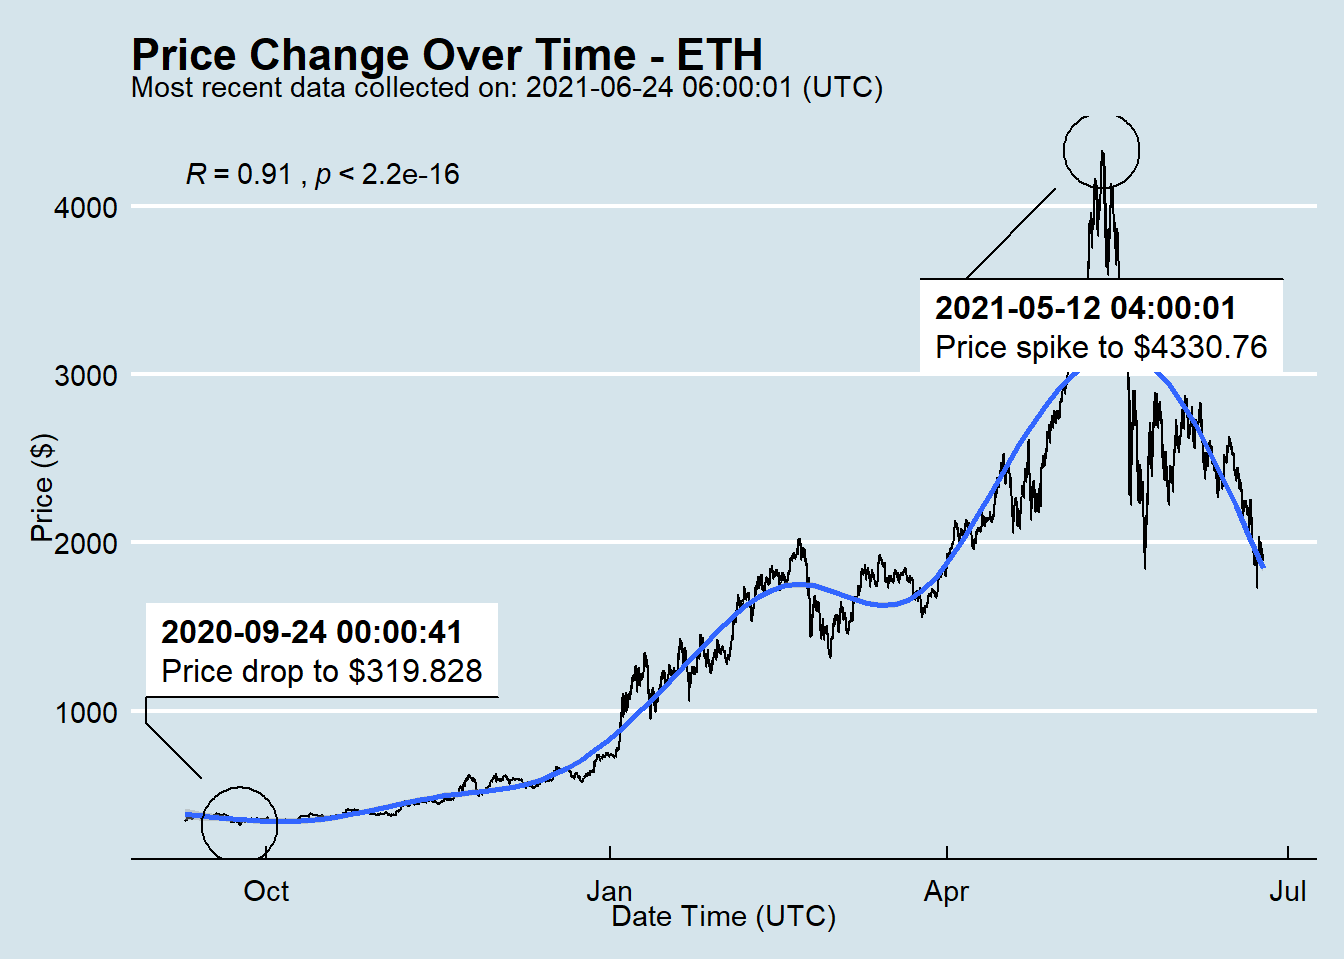 Price Change Over Time - ETH
Most recent data collected on: 2021-06-24 06:00:01 (UTC)
R = 0.91 , p < 2.2e-16
4000
2021-05-12 04:00:01
Price spike to $4330.76
3000
Price ($)
2000
2020-09-24 00:00:41
Price drop to $319.828
1000
Oct Jan Apr Jul
Date Time (UTC)